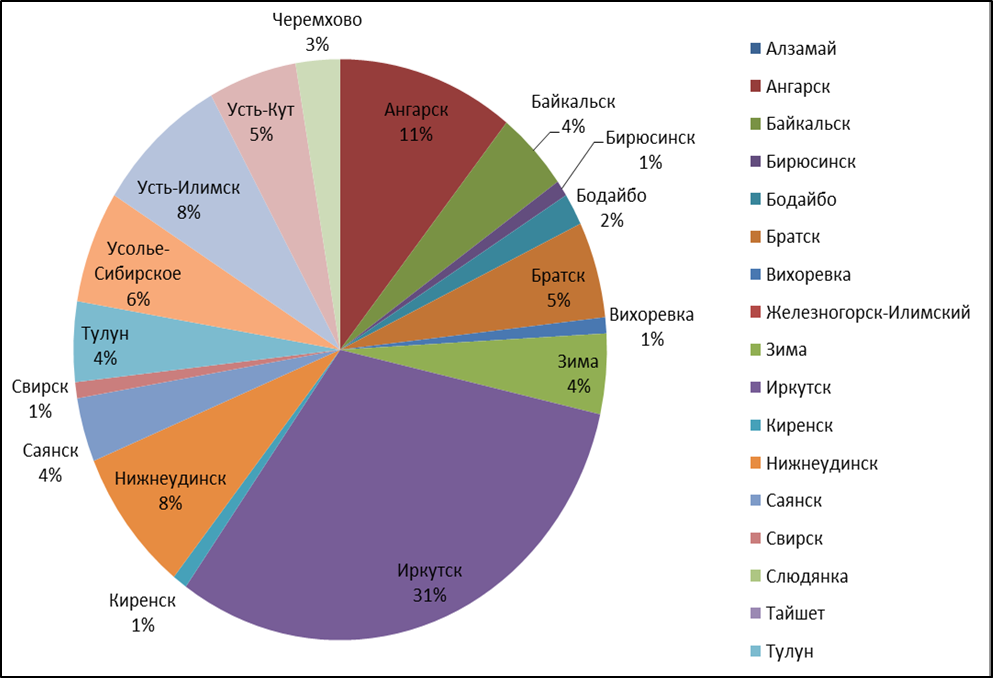 Черемхово
3%
Ангарск
11%
Байкальск
4%
Бирюсинск
1%
Бодайбо
2%
Братск
5%
Вихоревка
1%
Зима
4%
Иркутск
31%
Киренск
1%
Нижнеудинск
8%
Саянск
4%
Свирск
1%
Тулун
4%
Усолье-
Сибирское
6%
Усть-Илимск
8%
Усть-Кут
5%
Алзамай
Ангарск
Байкальск
Бирюсинск
Бодайбо
Братск
Вихоревка
Железногорск-Илимский
Зима
Иркутск
Киренск
Нижнеудинск
Саянск
Свирск
Слюдянка
Тайшет
Тулун